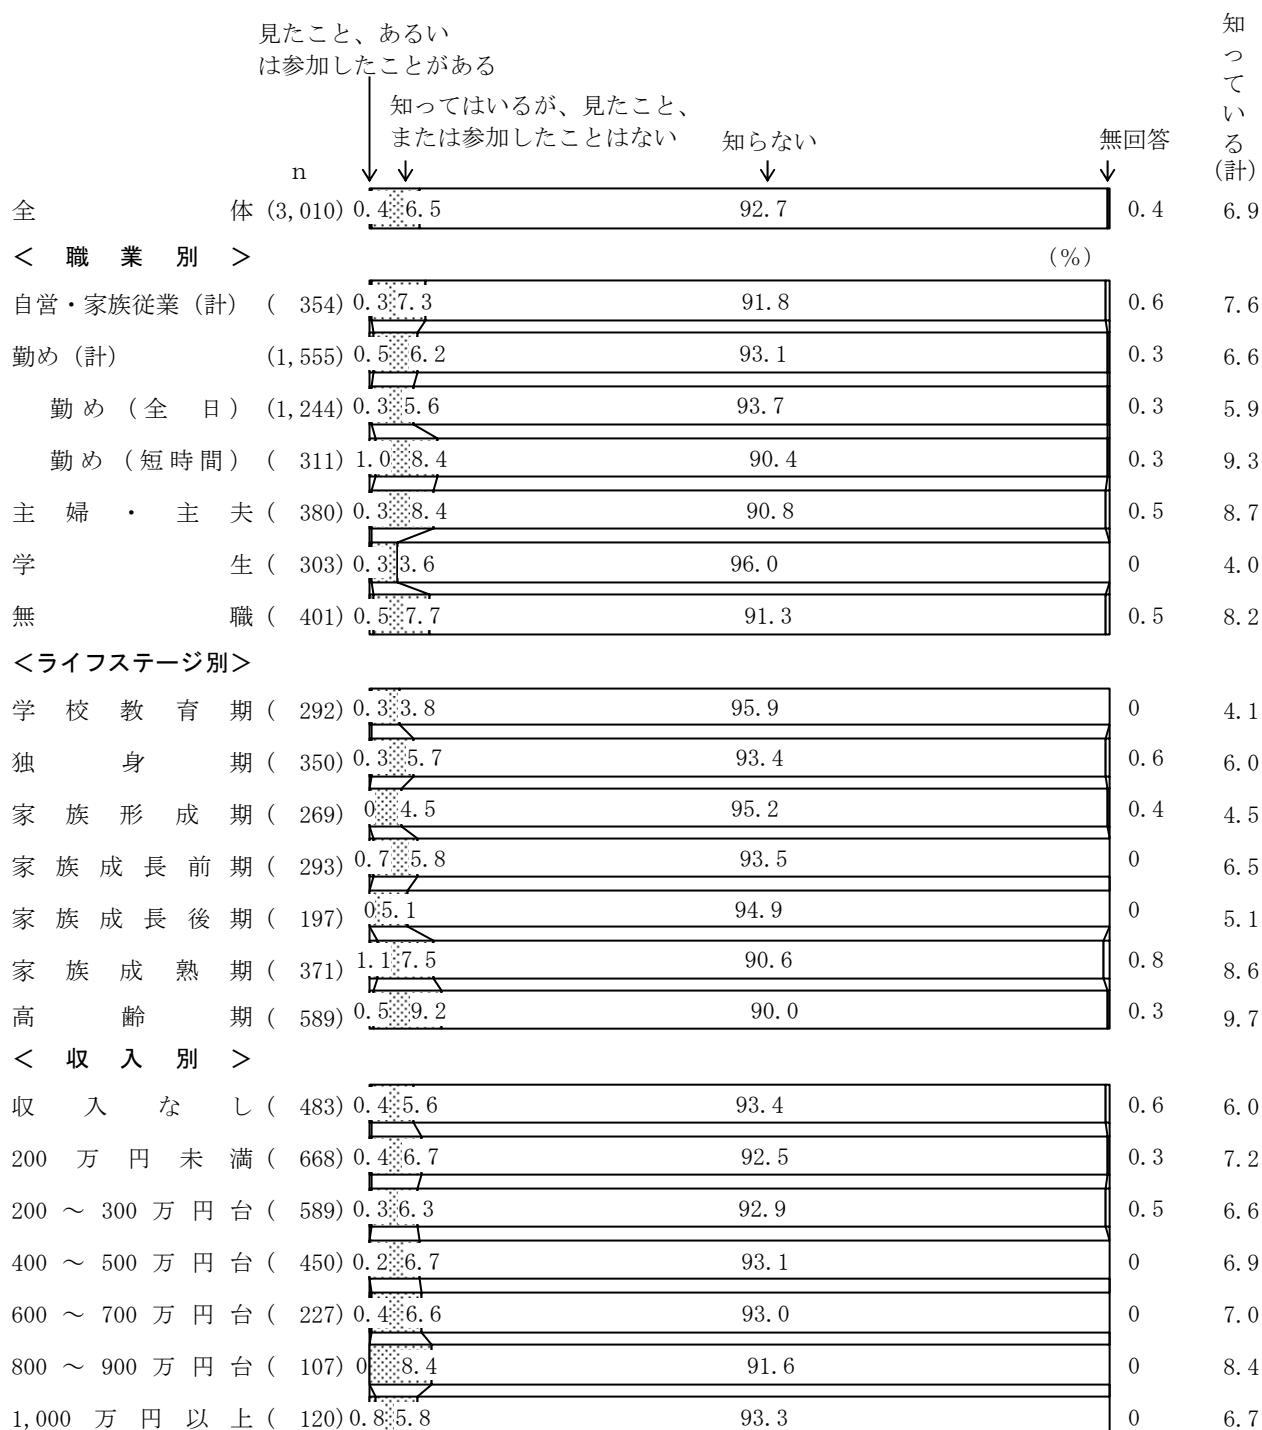 見たこと、あるい
は参加したことがある
知ってはいるが、見たこと、
または参加したことはない
知らない
無回答
知っている(計)
n
全体 (3,010) 0.4 6.5 92.7 0.4 6.9
＜職業別＞ (%)
自営・家族従業(計) ( 354) 0.3 7.3 91.8 0.6 7.6
勤め(計) (1,555) 0.5 6.2 93.1 0.3 6.6
勤め(全日) (1,244) 0.3 5.6 93.7 0.3 5.9
勤め(短時間) ( 311) 1.0 8.4 90.4 0.3 9.3
主婦・主夫 ( 380) 0.3 8.4 90.8 0.5 8.7
学生 ( 303) 0.3 3.6 96.0 0 4.0
無職 ( 401) 0.5 7.7 91.3 0.5 8.2
＜ライフステージ別＞
学校教育期 ( 292) 0.3 3.8 95.9 0 4.1
独身期 ( 350) 0.3 5.7 93.4 0.6 6.0
家族形成期 ( 269) 0 4.5 95.2 0.4 4.5
家族成長前期 ( 293) 0.7 5.8 93.5 0 6.5
家族成長後期 ( 197) 0 5.1 94.9 0 5.1
家族成熟期 ( 371) 1.1 7.5 90.6 0.8 8.6
高齢期 ( 589) 0.5 9.2 90.0 0.3 9.7
＜収入別＞
収入なし ( 483) 0.4 5.6 93.4 0.6 6.0
200万円未満 ( 668) 0.4 6.7 92.5 0.3 7.2
200～300万円台 ( 589) 0.3 6.3 92.9 0.5 6.6
400～500万円台 ( 450) 0.2 6.7 93.1 0 6.9
600～700万円台 ( 227) 0.4 6.6 93.0 0 7.0
800～900万円台 ( 107) 0 8.4 91.6 0 8.4
1,000万円以上 ( 120) 0.8 5.8 93.3 0 6.7